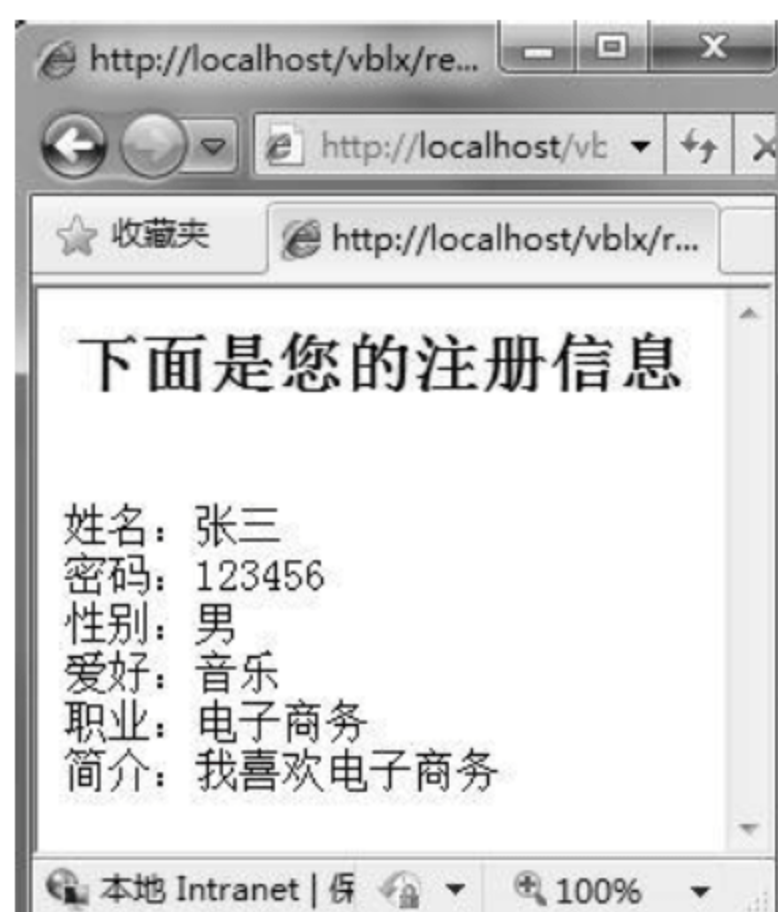 http://localhost/vblx/re...
http://localhost/vb
收藏夹
http://localhost/vblx/r...
下面是您的注册信息
姓名：张三
密码：123456
性别：男
爱好：音乐
职业：电子商务
简介：我喜欢电子商务
本地 Intranet | 保
100%